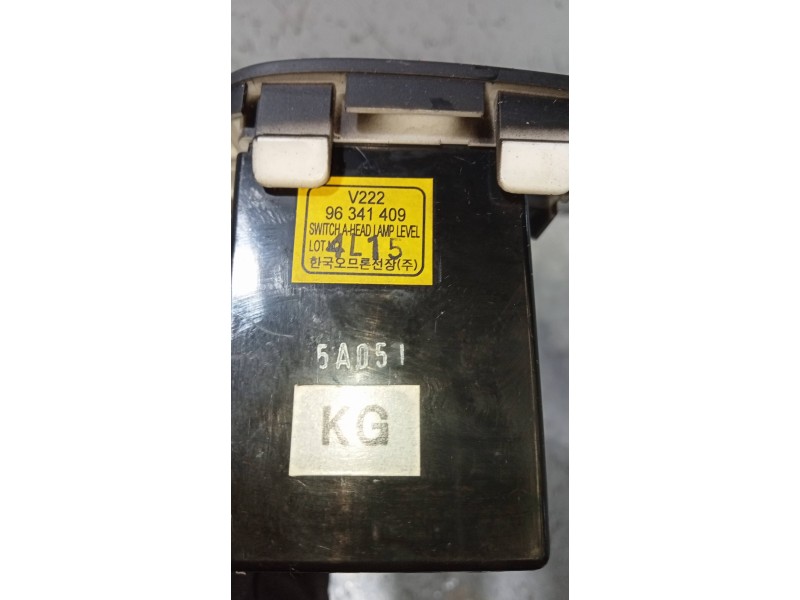 V222
96 341 409
SWITCH A-HEAD LAMP LEVEL
LOT 4L15
한국오므론전장(주)
5A051
KG